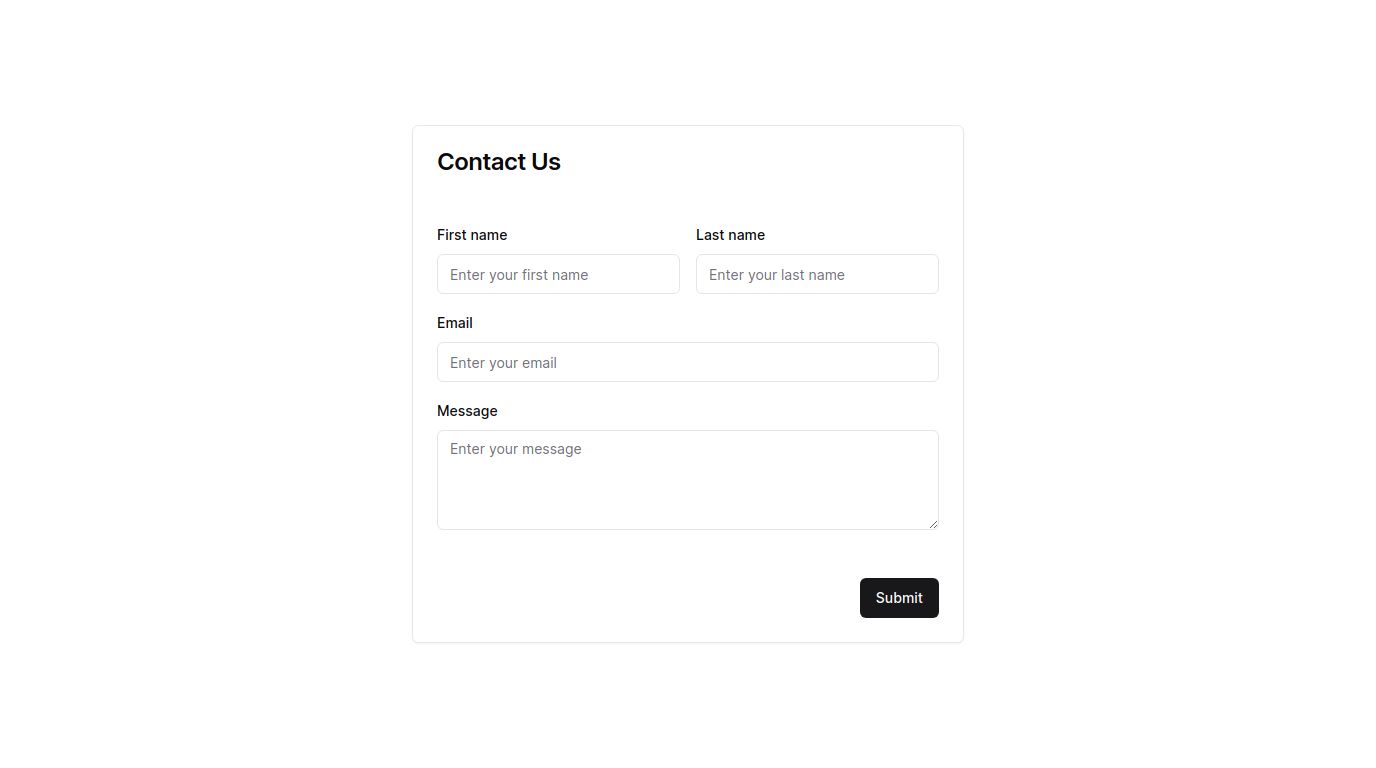 Contact Us
First name
Last name
Enter your first name
Enter your last name
Email
Enter your email
Message
Enter your message
Submit